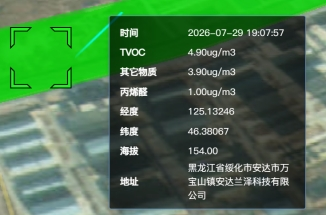 时间 2026-07-29 19:07:57
TVOC 4.90ug/m3
其它物质 3.90ug/m3
丙烯醛 1.00ug/m3
经度 125.13246
纬度 46.38067
海拔 154.00
地址 黑龙江省绥化市安达市万
宝山镇安达兰泽科技有限
公司